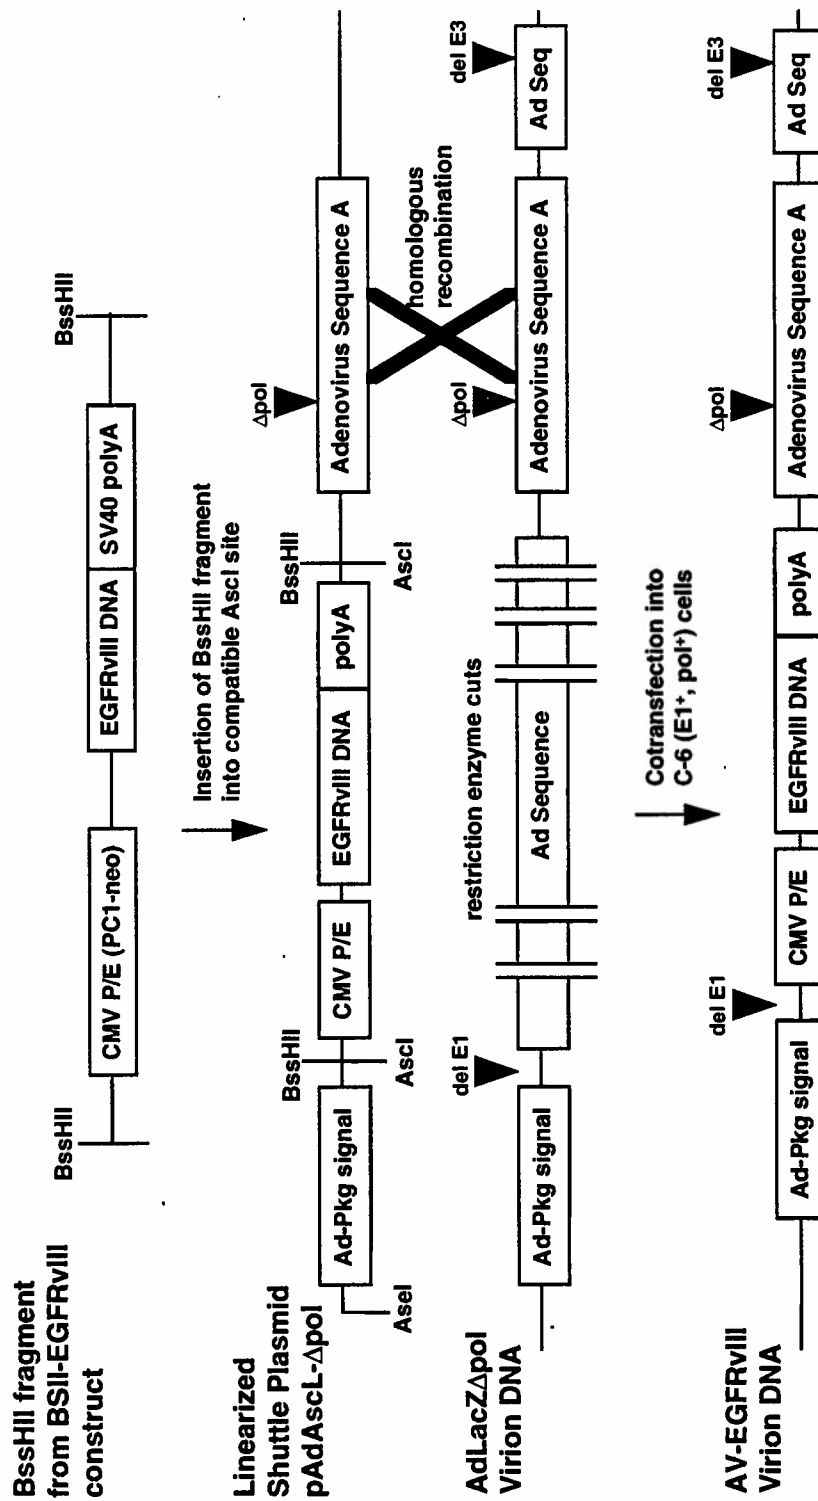 BssHII fragment
from BSII-EGFRvIII
construct
BssHII
CMV P/E (PC1-neo)
EGFRvIII DNA
SV40 polyA
BssHII
Insertion of BssHII fragment
into compatible AscI site
Linearized
Shuttle Plasmid
pAdAscL-Δpol
AseI
Ad-Pkg signal
BssHII
AscI
CMV P/E
EGFRvIII DNA
polyA
BssHII
AscI
Δpol
Adenovirus Sequence A
homologous
recombination
AdLacZΔpol
Virion DNA
Ad-Pkg signal
del E1
restriction enzyme cuts
Ad Sequence
Δpol
Adenovirus Sequence A
del E3
Ad Seq
Cotransfection into
C-6 (E1⁺, pol⁺) cells
AV-EGFRvIII
Virion DNA
Ad-Pkg signal
del E1
CMV P/E
EGFRvIII DNA
polyA
Δpol
Adenovirus Sequence A
del E3
Ad Seq